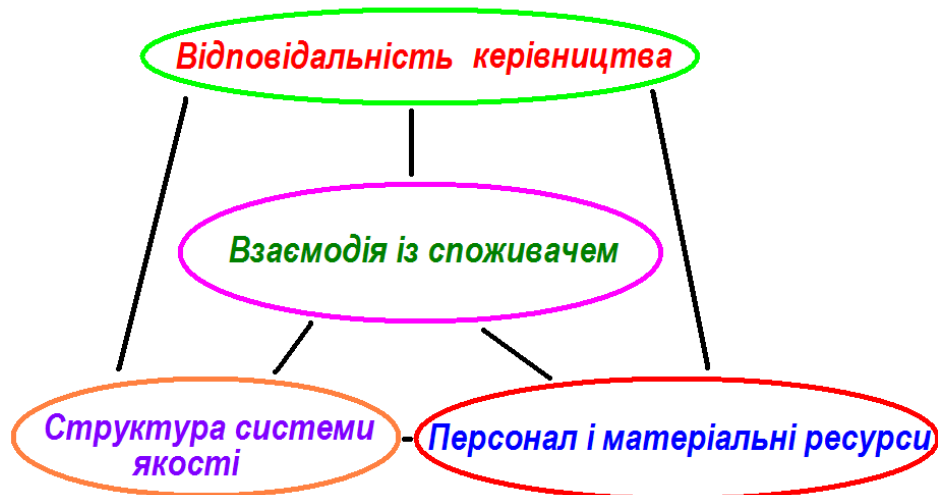 Відповідальність керівництва
Взаємодія із споживачем
Структура системи
якості
Персонал і матеріальні ресурси